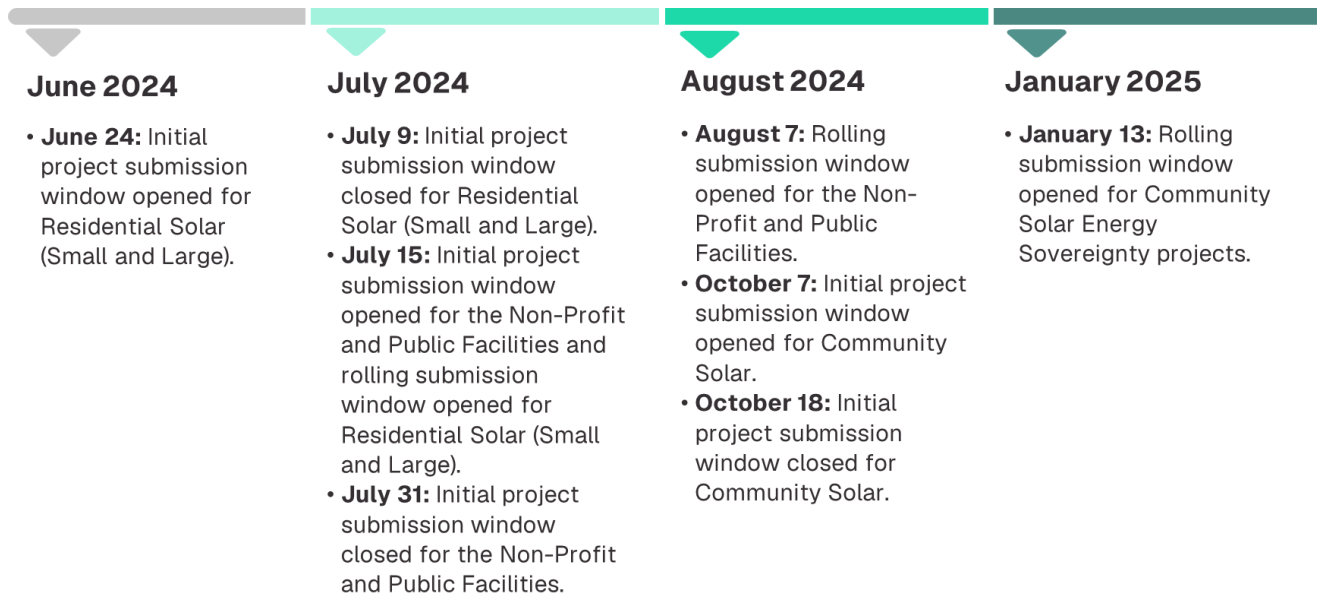 June 2024
• June 24: Initial
project submission
window opened for
Residential Solar
(Small and Large).
July 2024
• July 9: Initial project
submission window
closed for Residential
Solar (Small and Large).
• July 15: Initial project
submission window
opened for the Non-Profit
and Public Facilities and
rolling submission
window opened for
Residential Solar (Small
and Large).
• July 31: Initial project
submission window
closed for the Non-Profit
and Public Facilities.
August 2024
• August 7: Rolling
submission window
opened for the Non-
Profit and Public
Facilities.
• October 7: Initial project
submission window
opened for Community
Solar.
• October 18: Initial
project submission
window closed for
Community Solar.
January 2025
• January 13: Rolling
submission window
opened for Community
Solar Energy
Sovereignty projects.